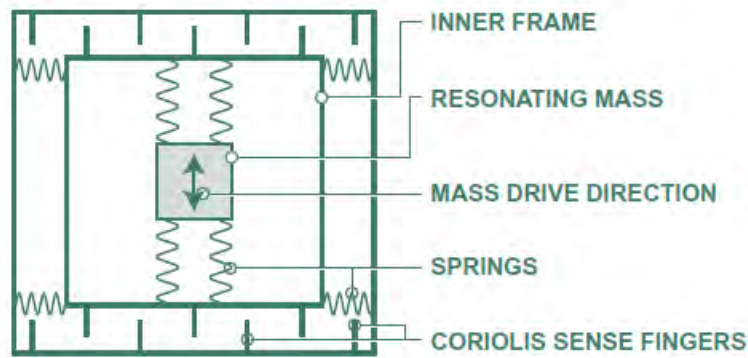 INNER FRAME
RESONATING MASS
MASS DRIVE DIRECTION
SPRINGS
CORIOLIS SENSE FINGERS